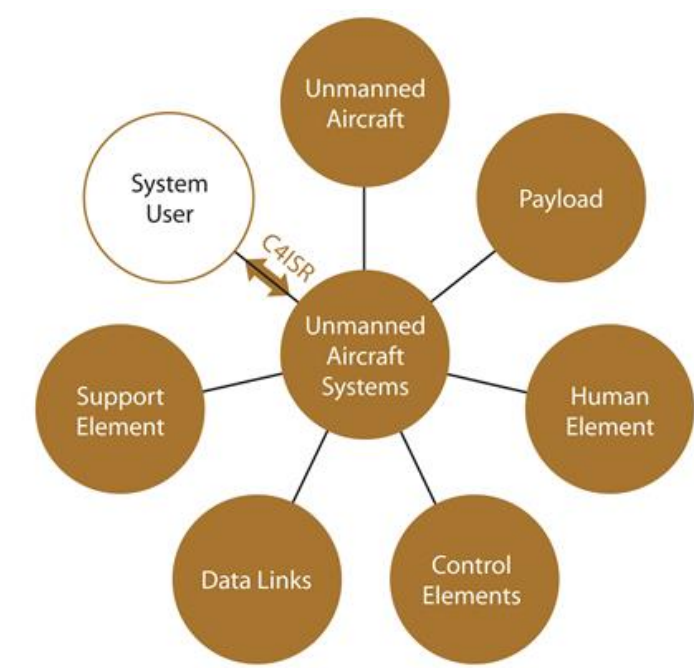 Unmanned
Aircraft
System
User
Payload
C4ISR
Unmanned
Aircraft
Systems
Support
Element
Human
Element
Data Links
Control
Elements